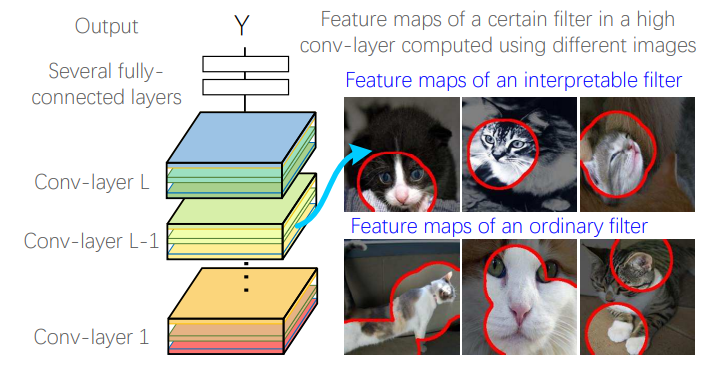 Output
Y
Several fully-
connected layers
Conv-layer L
Conv-layer L-1
Conv-layer 1
Feature maps of a certain filter in a high
conv-layer computed using different images
Feature maps of an interpretable filter
Feature maps of an ordinary filter